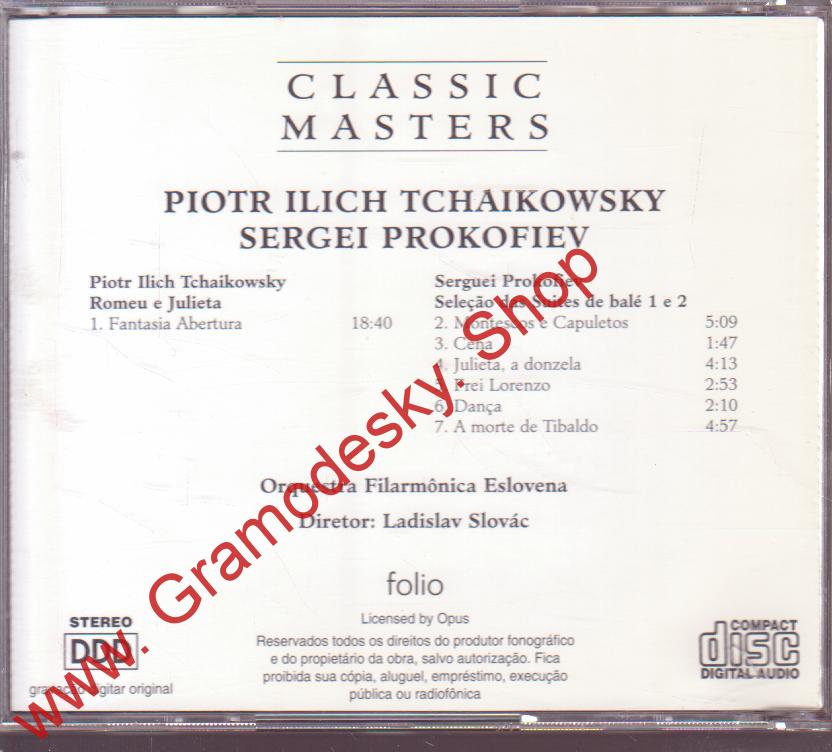 CLASSIC
MASTERS
PIOTR ILICH TCHAIKOWSKY
SERGEI PROKOFIEV
Piotr Ilich Tchaikowsky
Romeu e Julieta
1. Fantasia Abertura 18:40
Serguei Prokofiev
Seleção das Suites de balé 1 e 2
2. Montescos e Capuletos 5:09
3. Cena 1:47
4. Julieta, a donzela 4:13
5. Frei Lorenzo 2:53
6. Dança 2:10
7. A morte de Tibaldo 4:57
Orquestra Filarmônica Eslovena
Diretor: Ladislav Slovác
folio
Licensed by Opus
Reservados todos os direitos do produtor fonográfico
e do propietário da obra, salvo autorização. Fica
proibida sua cópia, aluguel, empréstimo, execução
pública ou radiofônica
STEREO
DDD
gravação digitar original
COMPACT
disc
DIGITAL AUDIO
www.Gramodesky.Shop